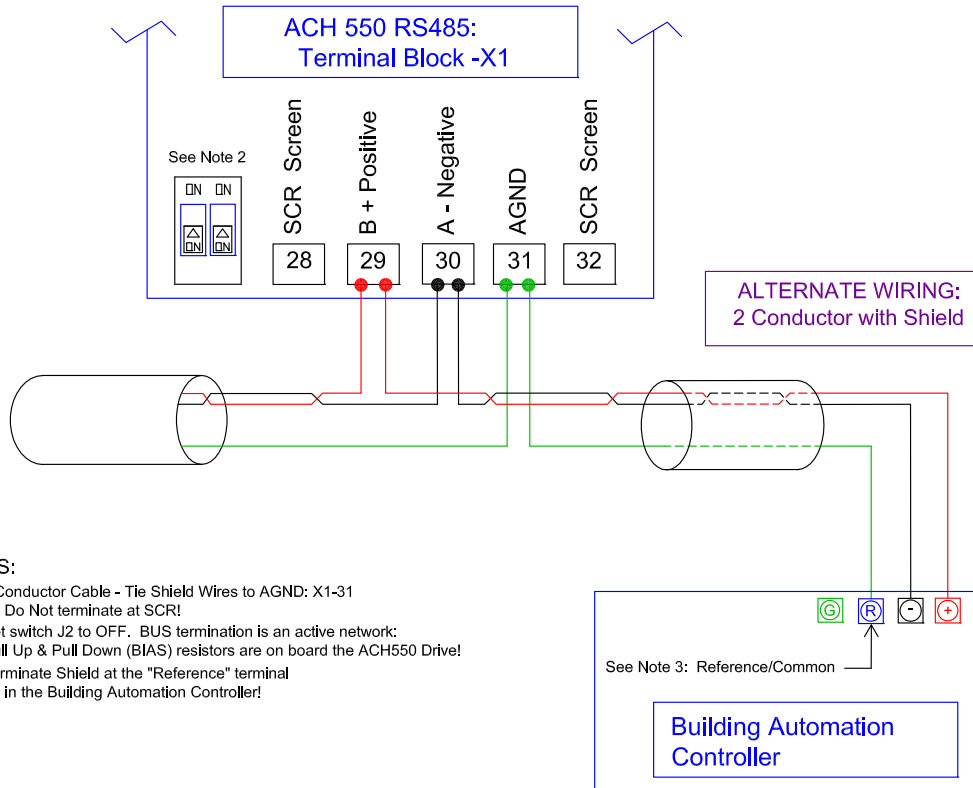 ACH 550 RS485:
Terminal Block -X1
See Note 2
ON ON
ON ON
SCR Screen
B + Positive
A - Negative
AGND
SCR Screen
28
29
30
31
32
ALTERNATE WIRING:
2 Conductor with Shield
S:
Conductor Cable - Tie Shield Wires to AGND: X1-31
Do Not terminate at SCR!
t switch J2 to OFF. BUS termination is an active network:
ll Up & Pull Down (BIAS) resistors are on board the ACH550 Drive!
rminate Shield at the "Reference" terminal
in the Building Automation Controller!
G R - +
See Note 3: Reference/Common
Building Automation
Controller